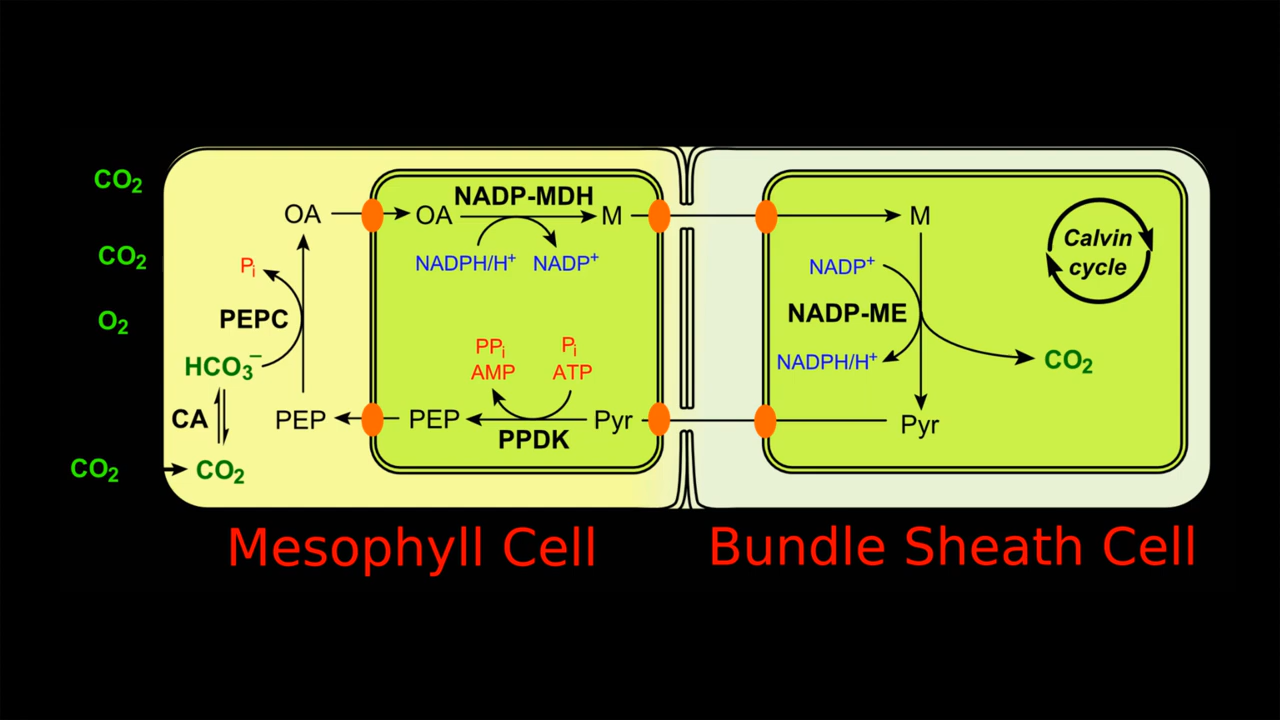 CO₂
CO₂
O₂
CO₂
OA
Pᵢ
PEPC
HCO₃⁻
CA
CO₂
PEP
NADP-MDH
OA
M
NADPH/H⁺ NADP⁺
PPᵢ
AMP
Pᵢ
ATP
PEP
Pyr
PPDK
M
NADP⁺
NADP-ME
NADPH/H⁺
CO₂
Pyr
Calvin
cycle
Mesophyll Cell
Bundle Sheath Cell